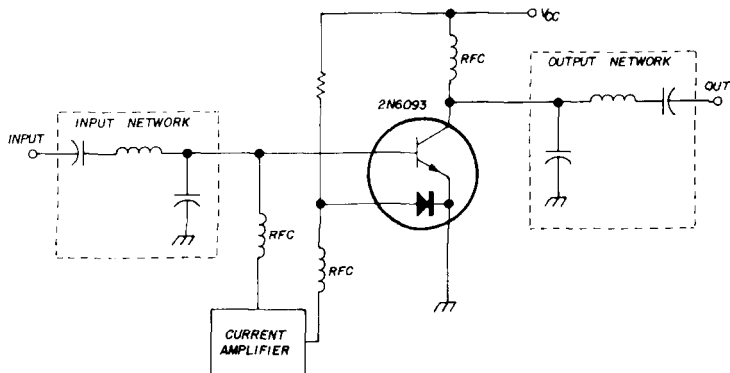 VCC
RFC
OUTPUT NETWORK
2N6093
OUT
INPUT NETWORK
INPUT
RFC
RFC
CURRENT
AMPLIFIER